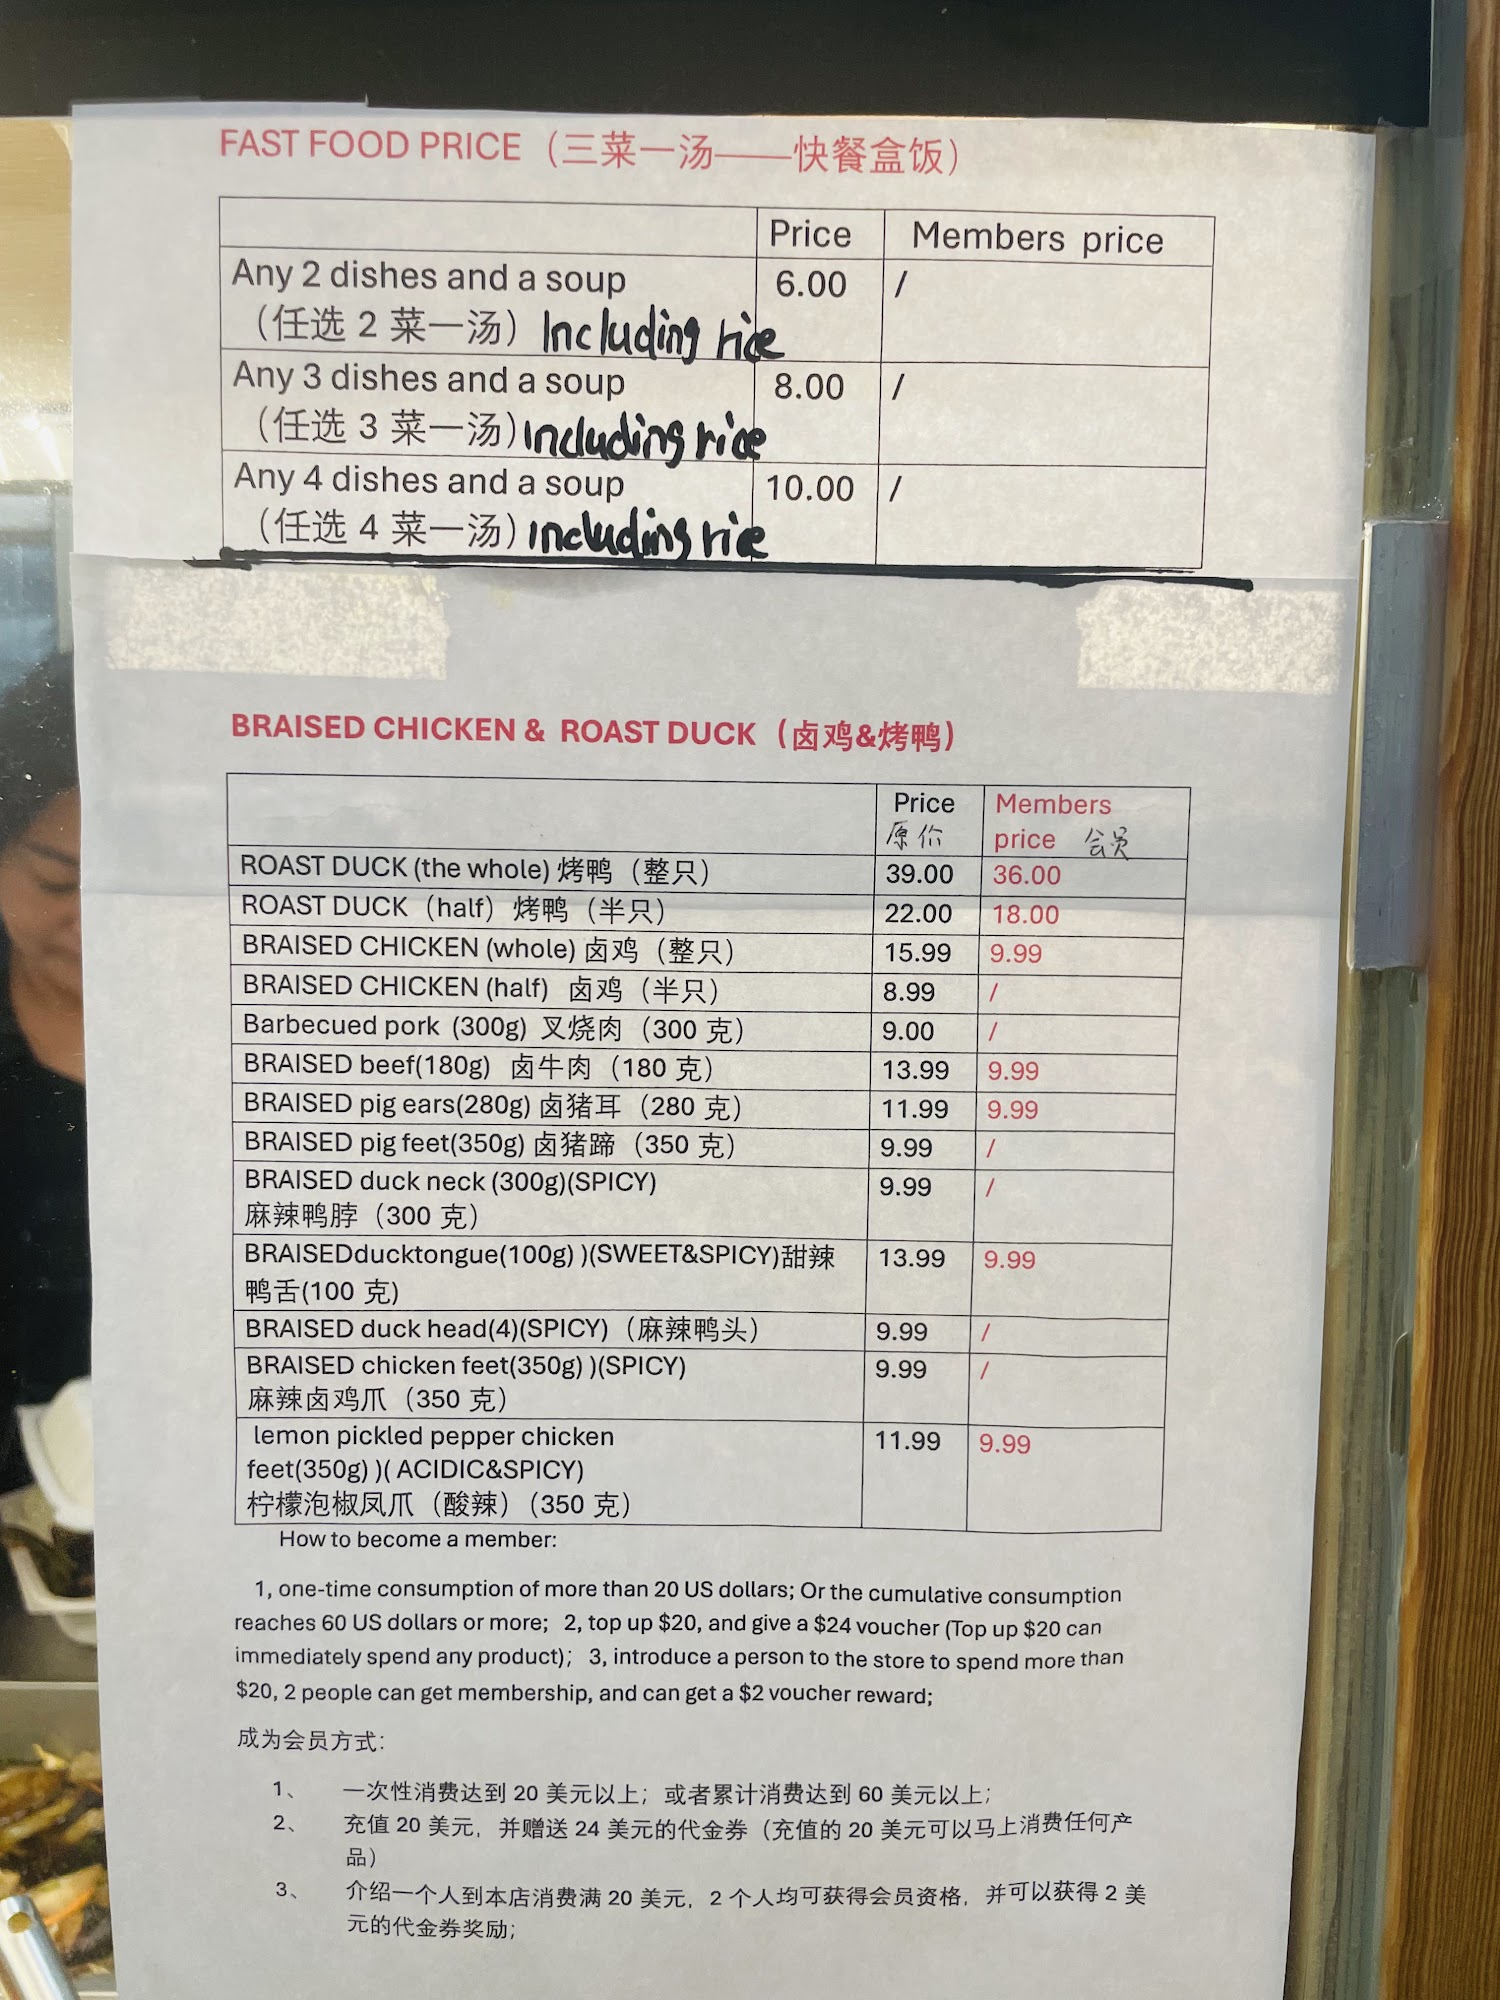 FAST FOOD PRICE（三菜一汤——快餐盒饭）
Price Members price
Any 2 dishes and a soup 6.00 /
（任选 2 菜一汤） Including rice
Any 3 dishes and a soup 8.00 /
（任选 3 菜一汤） including rice
Any 4 dishes and a soup 10.00 /
（任选 4 菜一汤） including rice
BRAISED CHICKEN & ROAST DUCK（卤鸡&烤鸭）
Price Members
原价 price 会员
ROAST DUCK (the whole) 烤鸭（整只） 39.00 36.00
ROAST DUCK（half）烤鸭（半只） 22.00 18.00
BRAISED CHICKEN (whole) 卤鸡（整只） 15.99 9.99
BRAISED CHICKEN (half) 卤鸡（半只） 8.99 /
Barbecued pork (300g) 叉烧肉（300 克） 9.00 /
BRAISED beef(180g) 卤牛肉（180 克） 13.99 9.99
BRAISED pig ears(280g) 卤猪耳（280 克） 11.99 9.99
BRAISED pig feet(350g) 卤猪蹄（350 克） 9.99 /
BRAISED duck neck (300g)(SPICY) 9.99 /
麻辣鸭脖（300 克）
BRAISEDducktongue(100g) )(SWEET&SPICY)甜辣 13.99 9.99
鸭舌(100 克)
BRAISED duck head(4)(SPICY)（麻辣鸭头） 9.99 /
BRAISED chicken feet(350g) )(SPICY) 9.99 /
麻辣卤鸡爪（350 克）
lemon pickled pepper chicken 11.99 9.99
feet(350g) )( ACIDIC&SPICY)
柠檬泡椒凤爪（酸辣）（350 克）
How to become a member:
1, one-time consumption of more than 20 US dollars; Or the cumulative consumption
reaches 60 US dollars or more; 2, top up $20, and give a $24 voucher (Top up $20 can
immediately spend any product); 3, introduce a person to the store to spend more than
$20, 2 people can get membership, and can get a $2 voucher reward;
成为会员方式：
1、 一次性消费达到 20 美元以上；或者累计消费达到 60 美元以上；
2、 充值 20 美元，并赠送 24 美元的代金券（充值的 20 美元可以马上消费任何产
品）
3、 介绍一个人到本店消费满 20 美元，2 个人均可获得会员资格，并可以获得 2 美
元的代金券奖励；